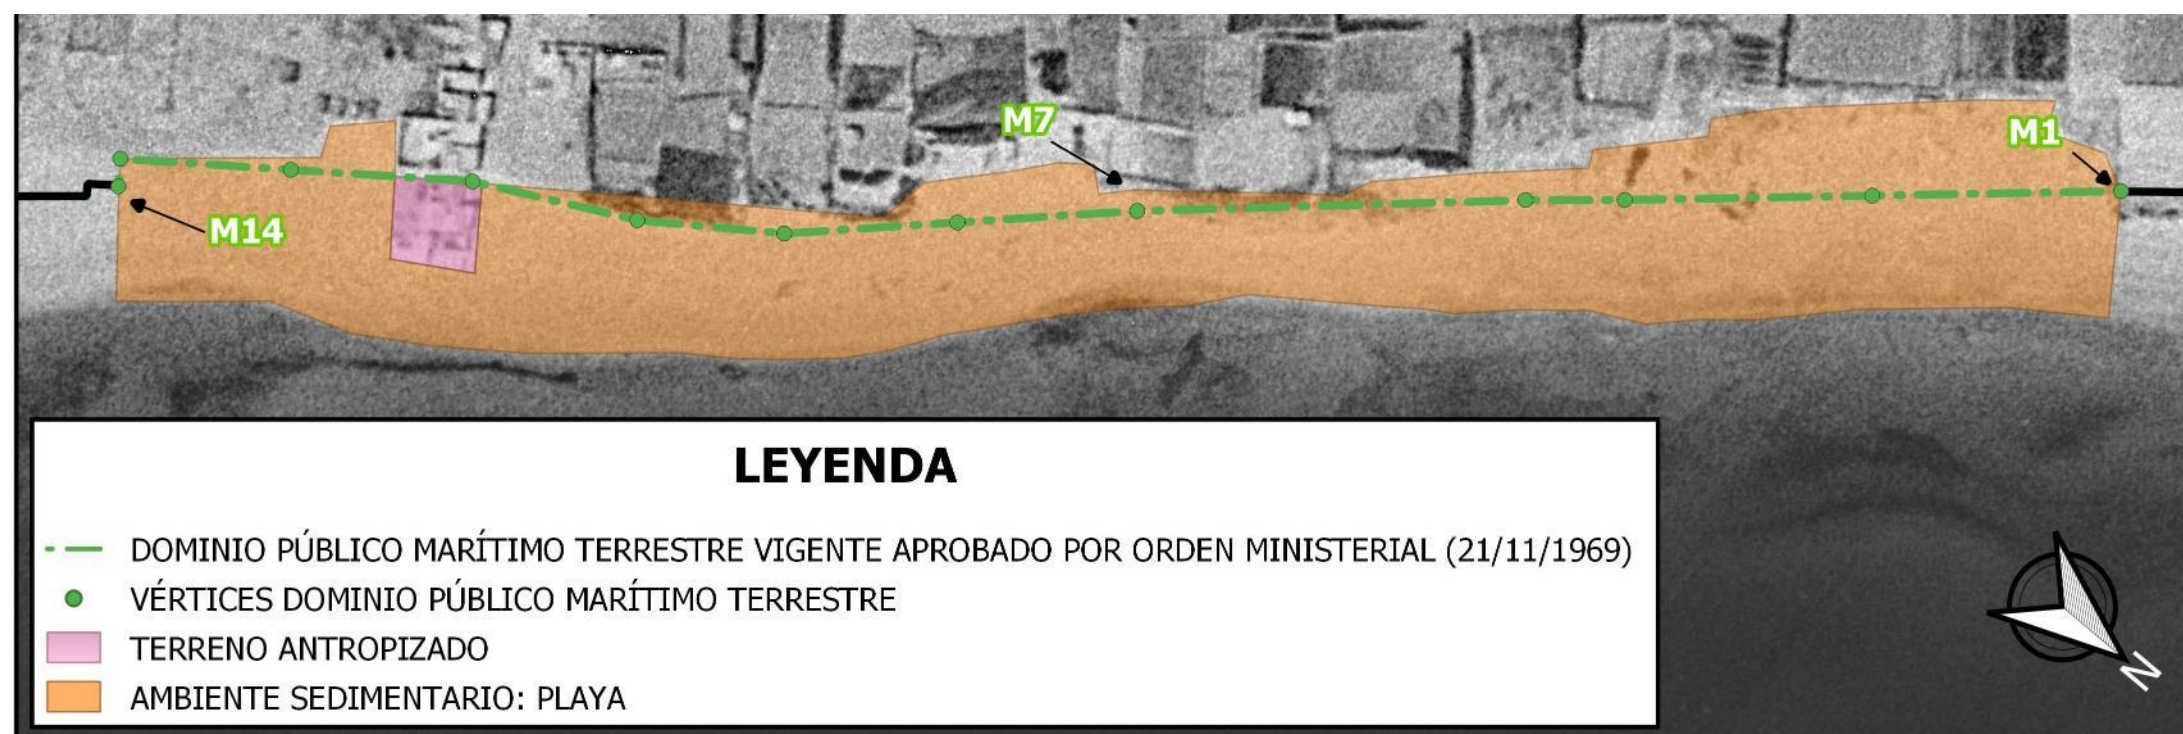 M7
M1
M14
LEYENDA
DOMINIO PÚBLICO MARÍTIMO TERRESTRE VIGENTE APROBADO POR ORDEN MINISTERIAL (21/11/1969)
VÉRTICES DOMINIO PÚBLICO MARÍTIMO TERRESTRE
TERRENO ANTROPIZADO
AMBIENTE SEDIMENTARIO: PLAYA
N